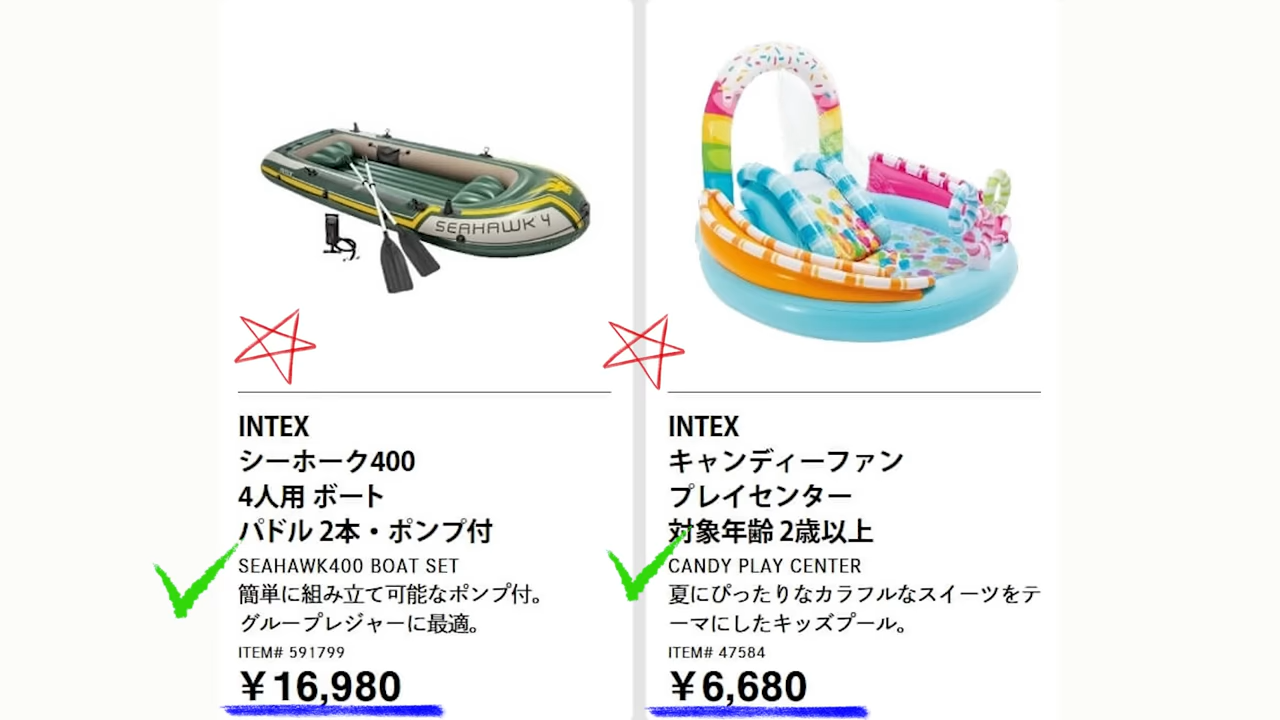 INTEX
SEAHAWK 4
INTEX
シーホーク400
4人用 ボート
パドル 2本・ポンプ付
SEAHAWK400 BOAT SET
簡単に組み立て可能なポンプ付。
グループレジャーに最適。
ITEM# 591799
￥16,980
INTEX
キャンディーファン
プレイセンター
対象年齢 2歳以上
CANDY PLAY CENTER
夏にぴったりなカラフルなスイーツをテ
ーマにしたキッズプール。
ITEM# 47584
￥6,680